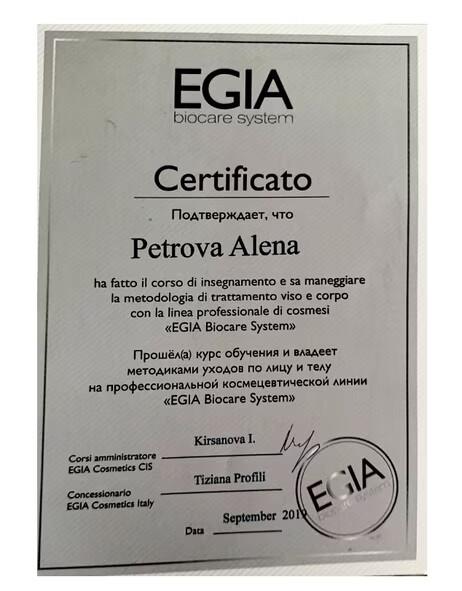 EGIA
biocare system
Certificato
Подтверждает, что
Petrova Alena
ha fatto il corso di insegnamento e sa maneggiare
la metodologia di trattamento viso e corpo
con la linea professionale di cosmesi
«EGIA Biocare System»
Прошёл(а) курс обучения и владеет
методиками уходов по лицу и телу
на профессиональной космецевтической линии
«EGIA Biocare System»
Corsi amministratore
EGIA Cosmetics CIS
Kirsanova I.
Concessionario
EGIA Cosmetics Italy
Tiziana Profili
Data
September 2019
EGIA
biocare system